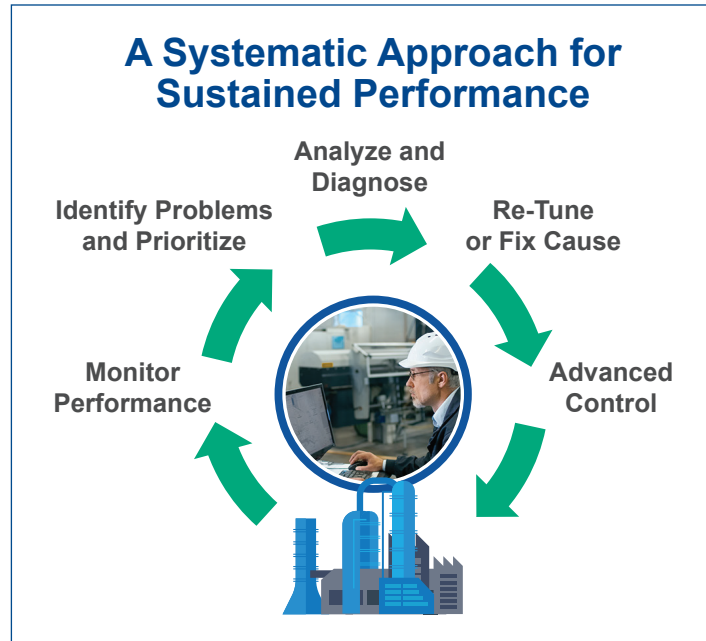 A Systematic Approach for
Sustained Performance
Analyze and
Diagnose
Identify Problems
and Prioritize
Re-Tune
or Fix Cause
Monitor
Performance
Advanced
Control